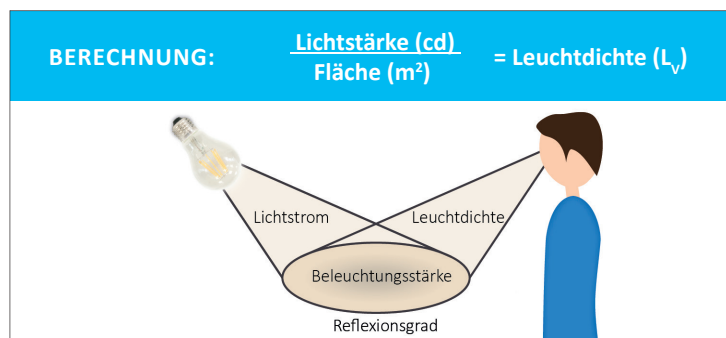 BERECHNUNG:
Lichtstärke (cd)
Fläche (m²)
= Leuchtdichte (Lᵥ)
Lichtstrom
Leuchtdichte
Beleuchtungsstärke
Reflexionsgrad